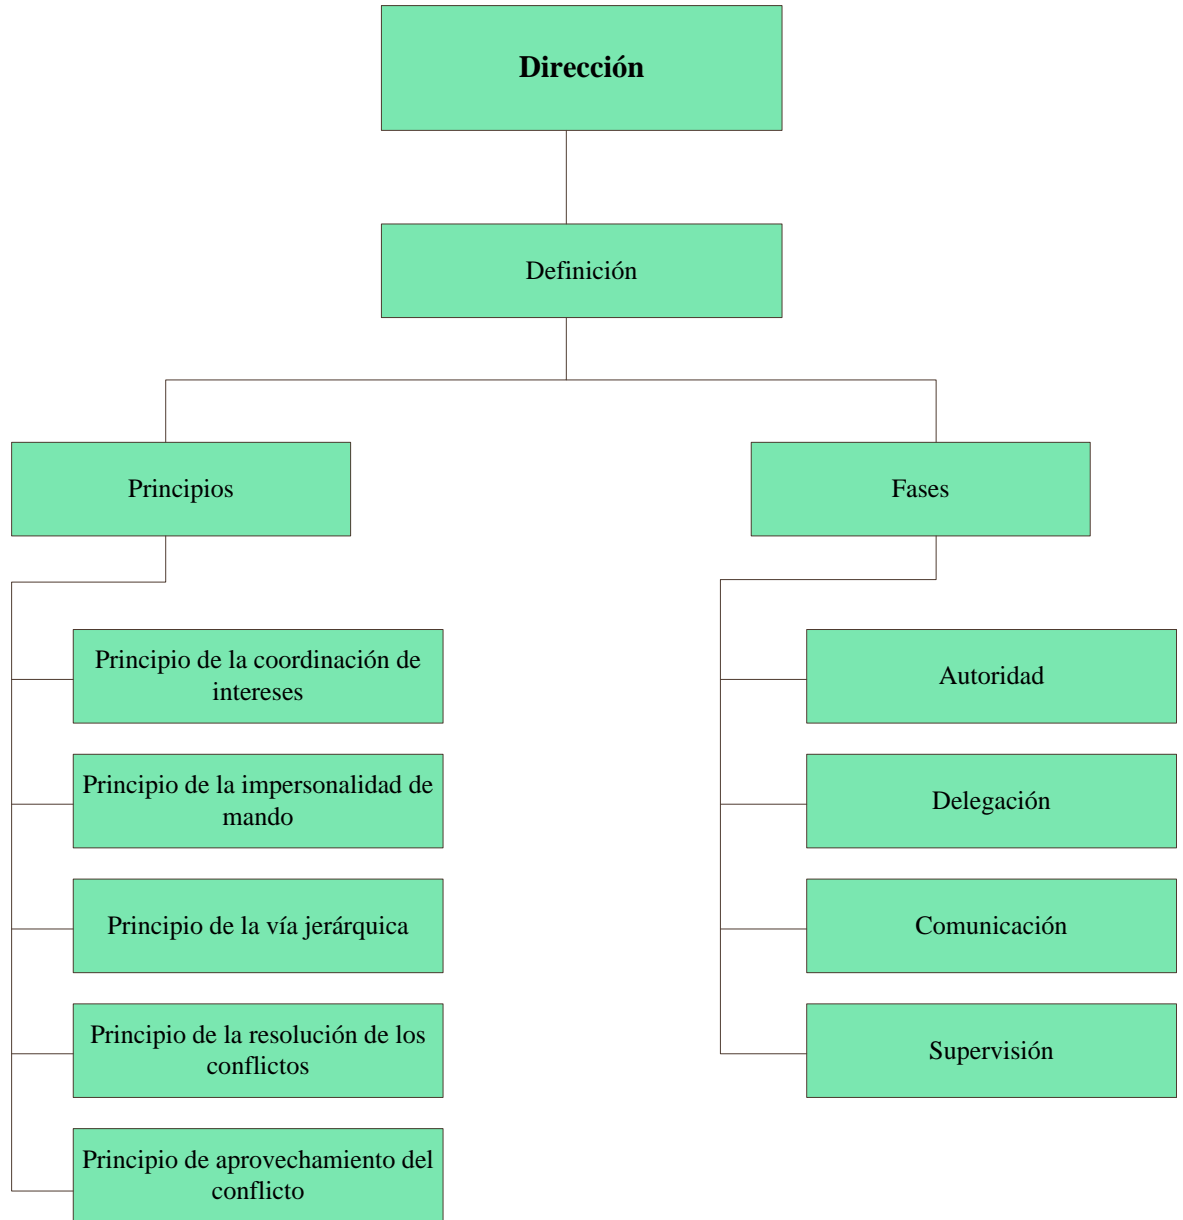 Dirección
Definición
Principios
Fases
Principio de la coordinación de
intereses
Principio de la impersonalidad de
mando
Principio de la vía jerárquica
Principio de la resolución de los
conflictos
Principio de aprovechamiento del
conflicto
Autoridad
Delegación
Comunicación
Supervisión